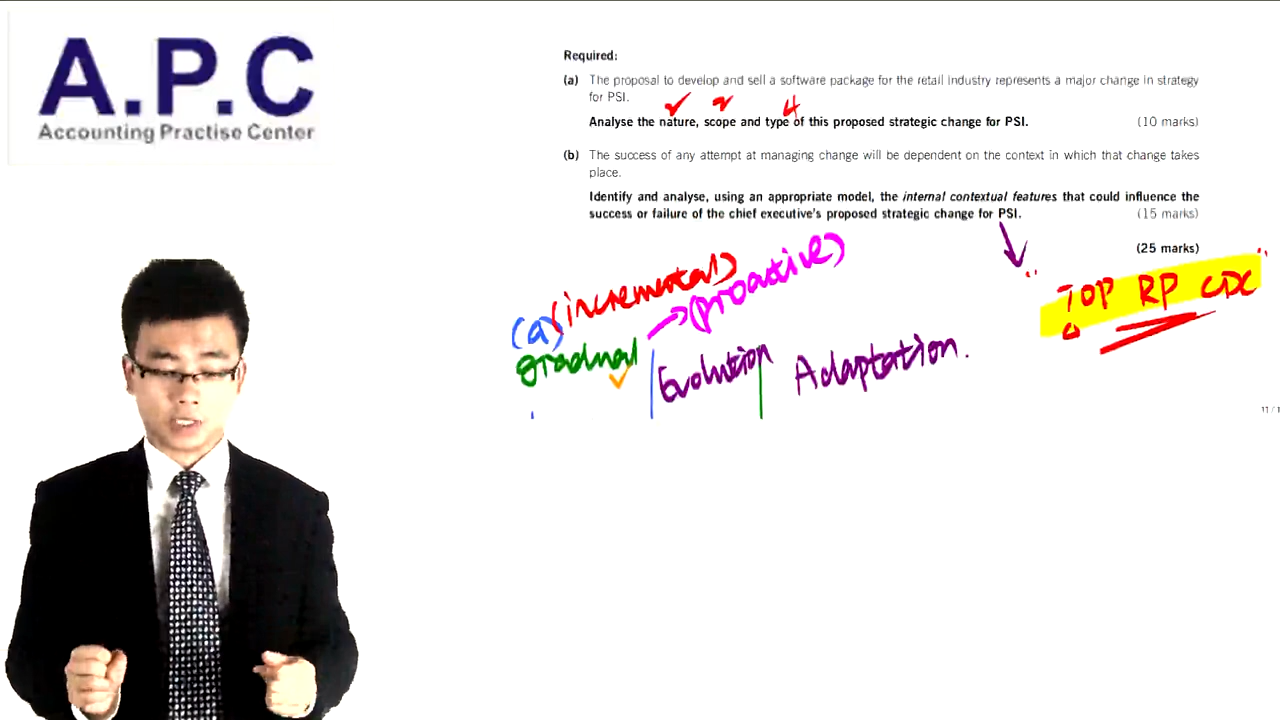 A.P.C
Accounting Practise Center
Required:
(a) The proposal to develop and sell a software package for the retail industry represents a major change in strategy
for PSI.
Analyse the nature, scope and type of this proposed strategic change for PSI. (10 marks)
(b) The success of any attempt at managing change will be dependent on the context in which that change takes
place.
Identify and analyse, using an appropriate model, the internal contextual features that could influence the
success or failure of the chief executive's proposed strategic change for PSI. (15 marks)
(25 marks)
"TOP RP CDC"
(a) (incremental) → (proactive)
gradual | Evolution | Adaptation.
11 / 1